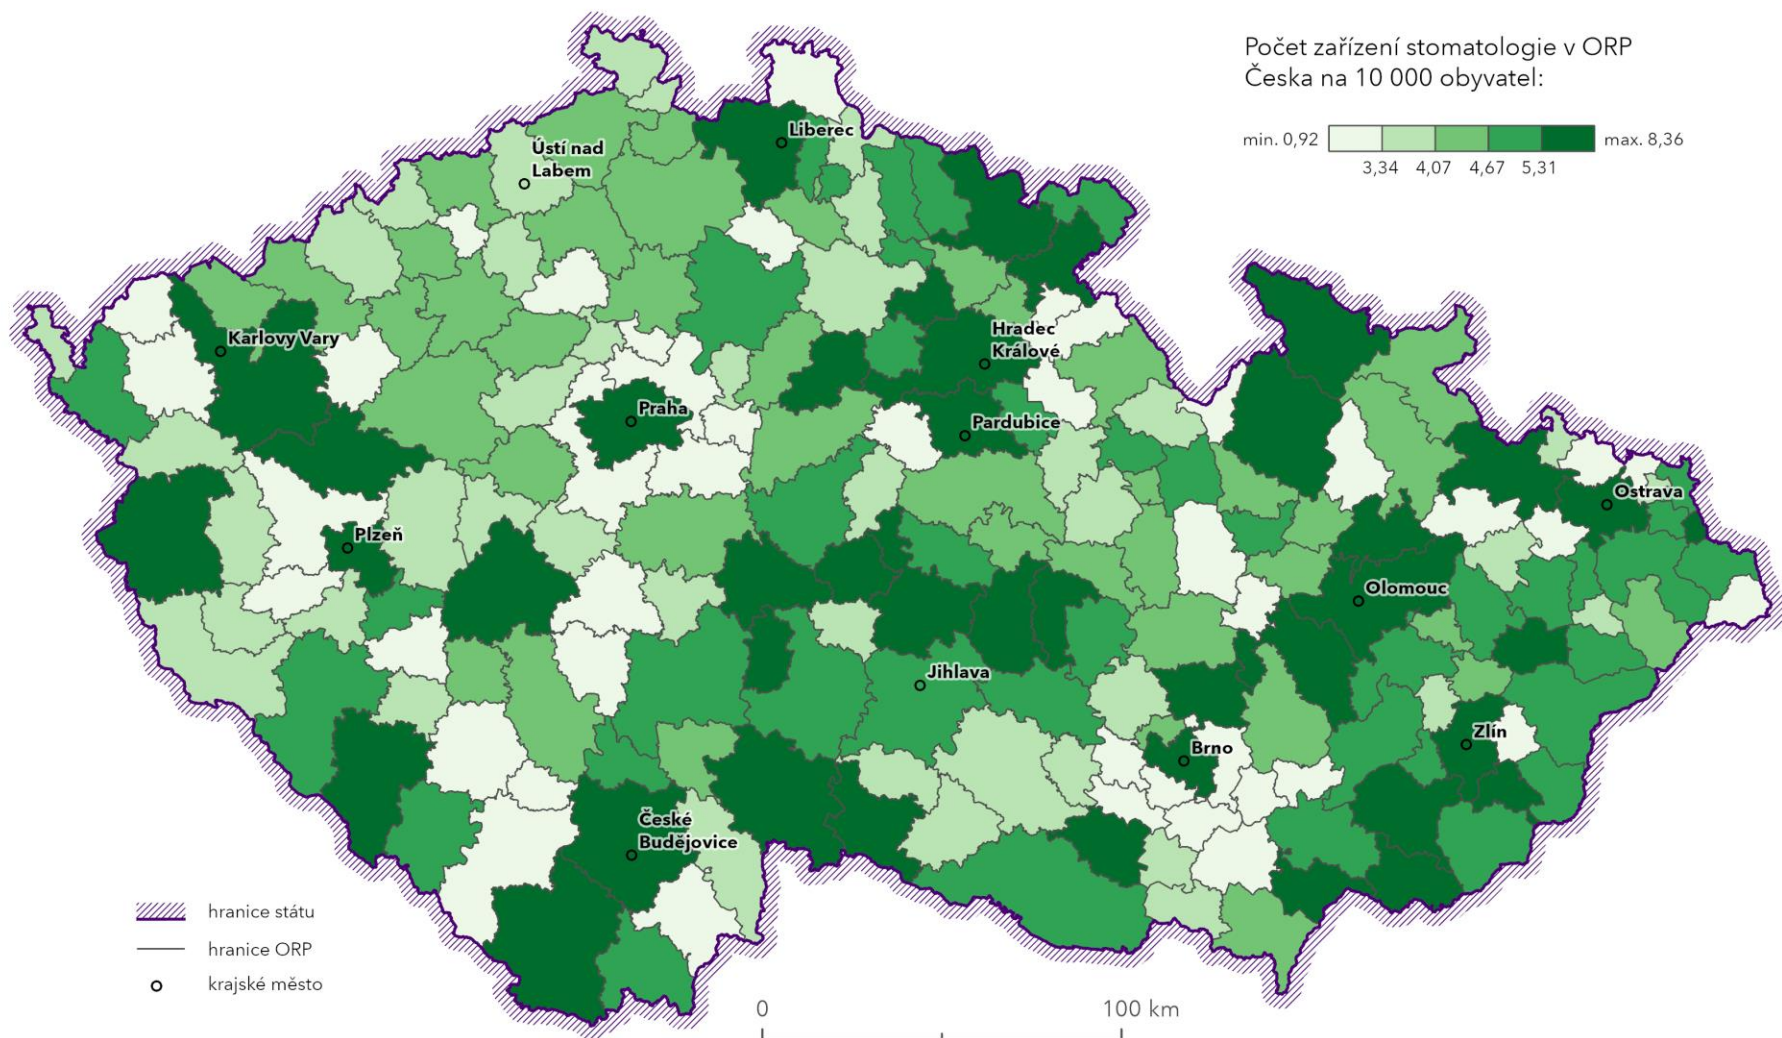 Počet zařízení stomatologie v ORP
Česka na 10 000 obyvatel:
min. 0,92
max. 8,36
3,34 4,07 4,67 5,31
Liberec
Ústí nad
Labem
Karlovy Vary
Hradec
Králové
Praha
Pardubice
Plzeň
Ostrava
Olomouc
Jihlava
Brno
Zlín
České
Budějovice
hranice státu
hranice ORP
krajské město
0 100 km